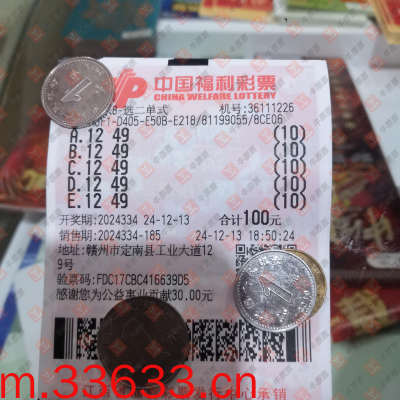 中国福利彩票
CHINA WELFARE LOTTERY
选二单式 机号:36111226
-D405-E50B-E218/81199055/8CE06
A.12 49 (10)
B.12 49 (10)
C.12 49 (10)
D.12 49 (10)
E.12 49 (10)
开奖期:2024334 24-12-13 合计100元
销售期:2024334-185 24-12-13 18:50:24
地址:赣州市定南县工业大道12
9号
验票码:FDC17CBC416639D5
感谢您为公益事业贡献30.00元
m.33633.cn
承销